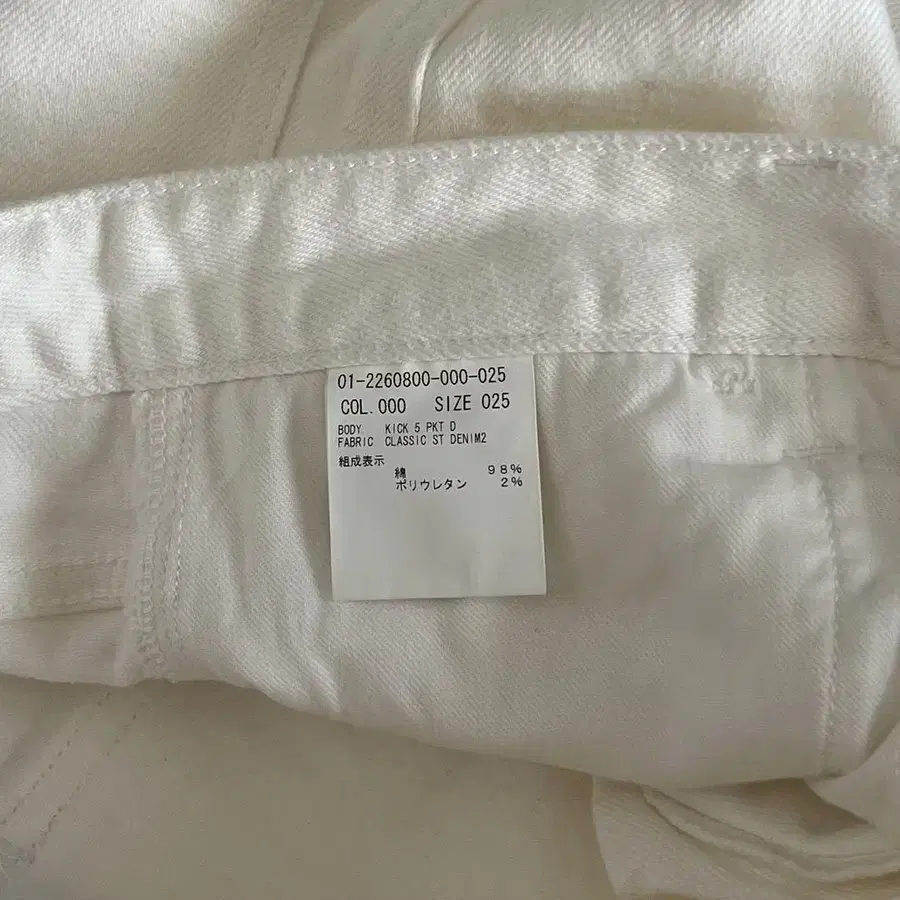 01-2260800-000-025
COL.000 SIZE 025
BODY. KICK 5 PKT D
FABRIC CLASSIC ST DENIM2
組成表示
綿 98%
ポリウレタン 2%